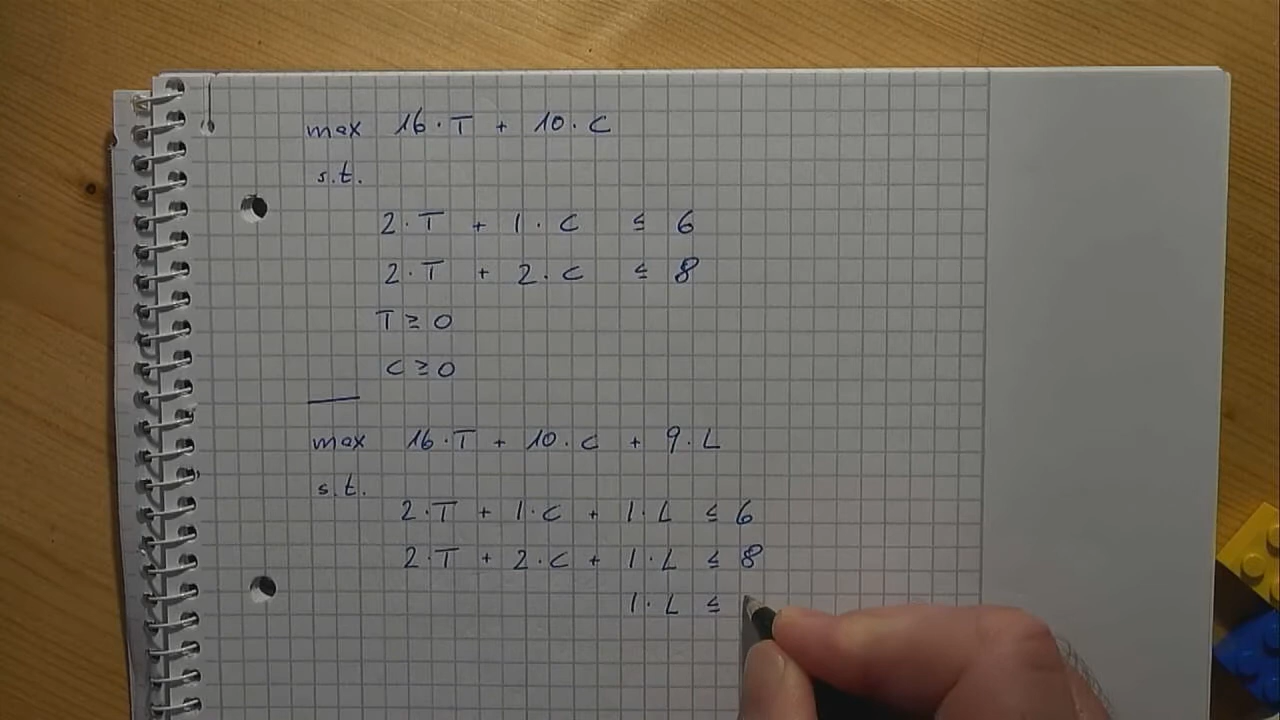 max 16·T + 10·C
s.t.
2·T + 1·C ≤ 6
2·T + 2·C ≤ 8
T ≥ 0
C ≥ 0
max 16·T + 10·C + 9·L
s.t.
2·T + 1·C + 1·L ≤ 6
2·T + 2·C + 1·L ≤ 8
1·L ≤